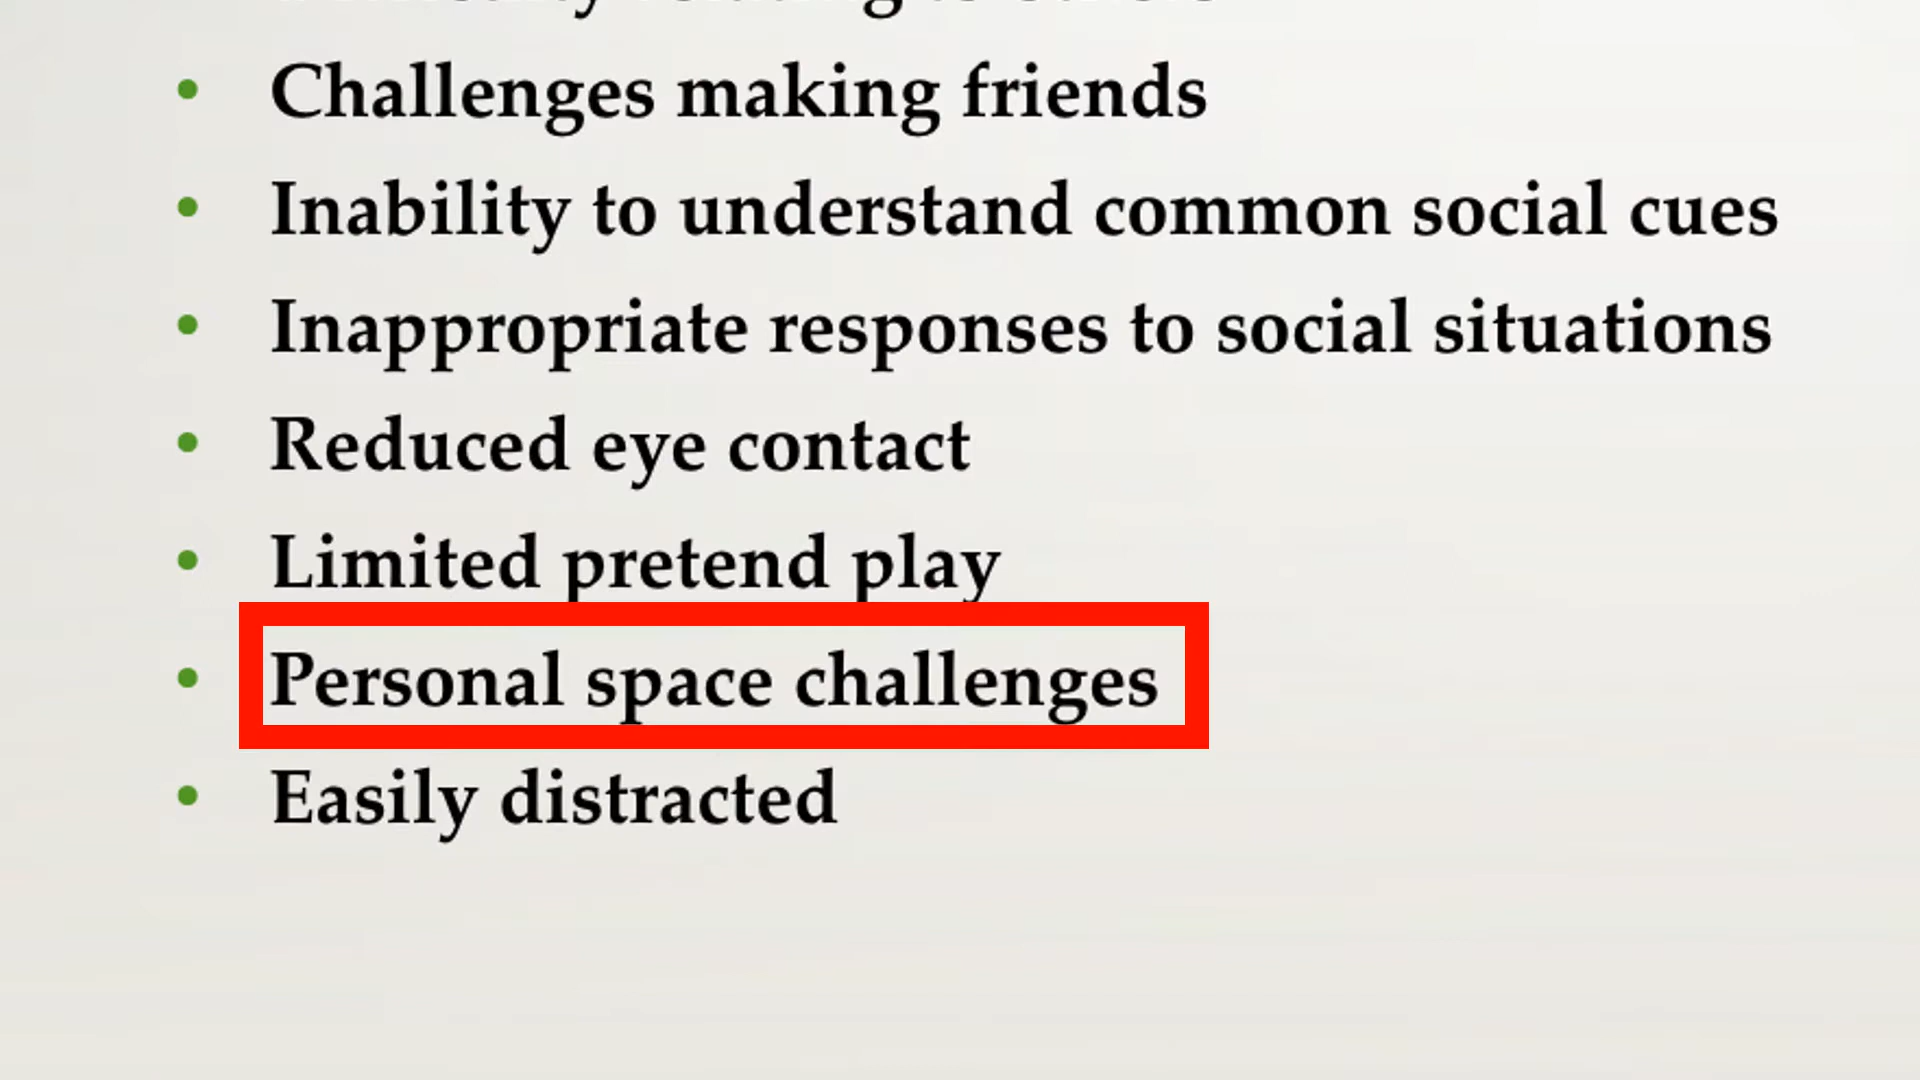 • Challenges making friends
• Inability to understand common social cues
• Inappropriate responses to social situations
• Reduced eye contact
• Limited pretend play
• Personal space challenges
• Easily distracted